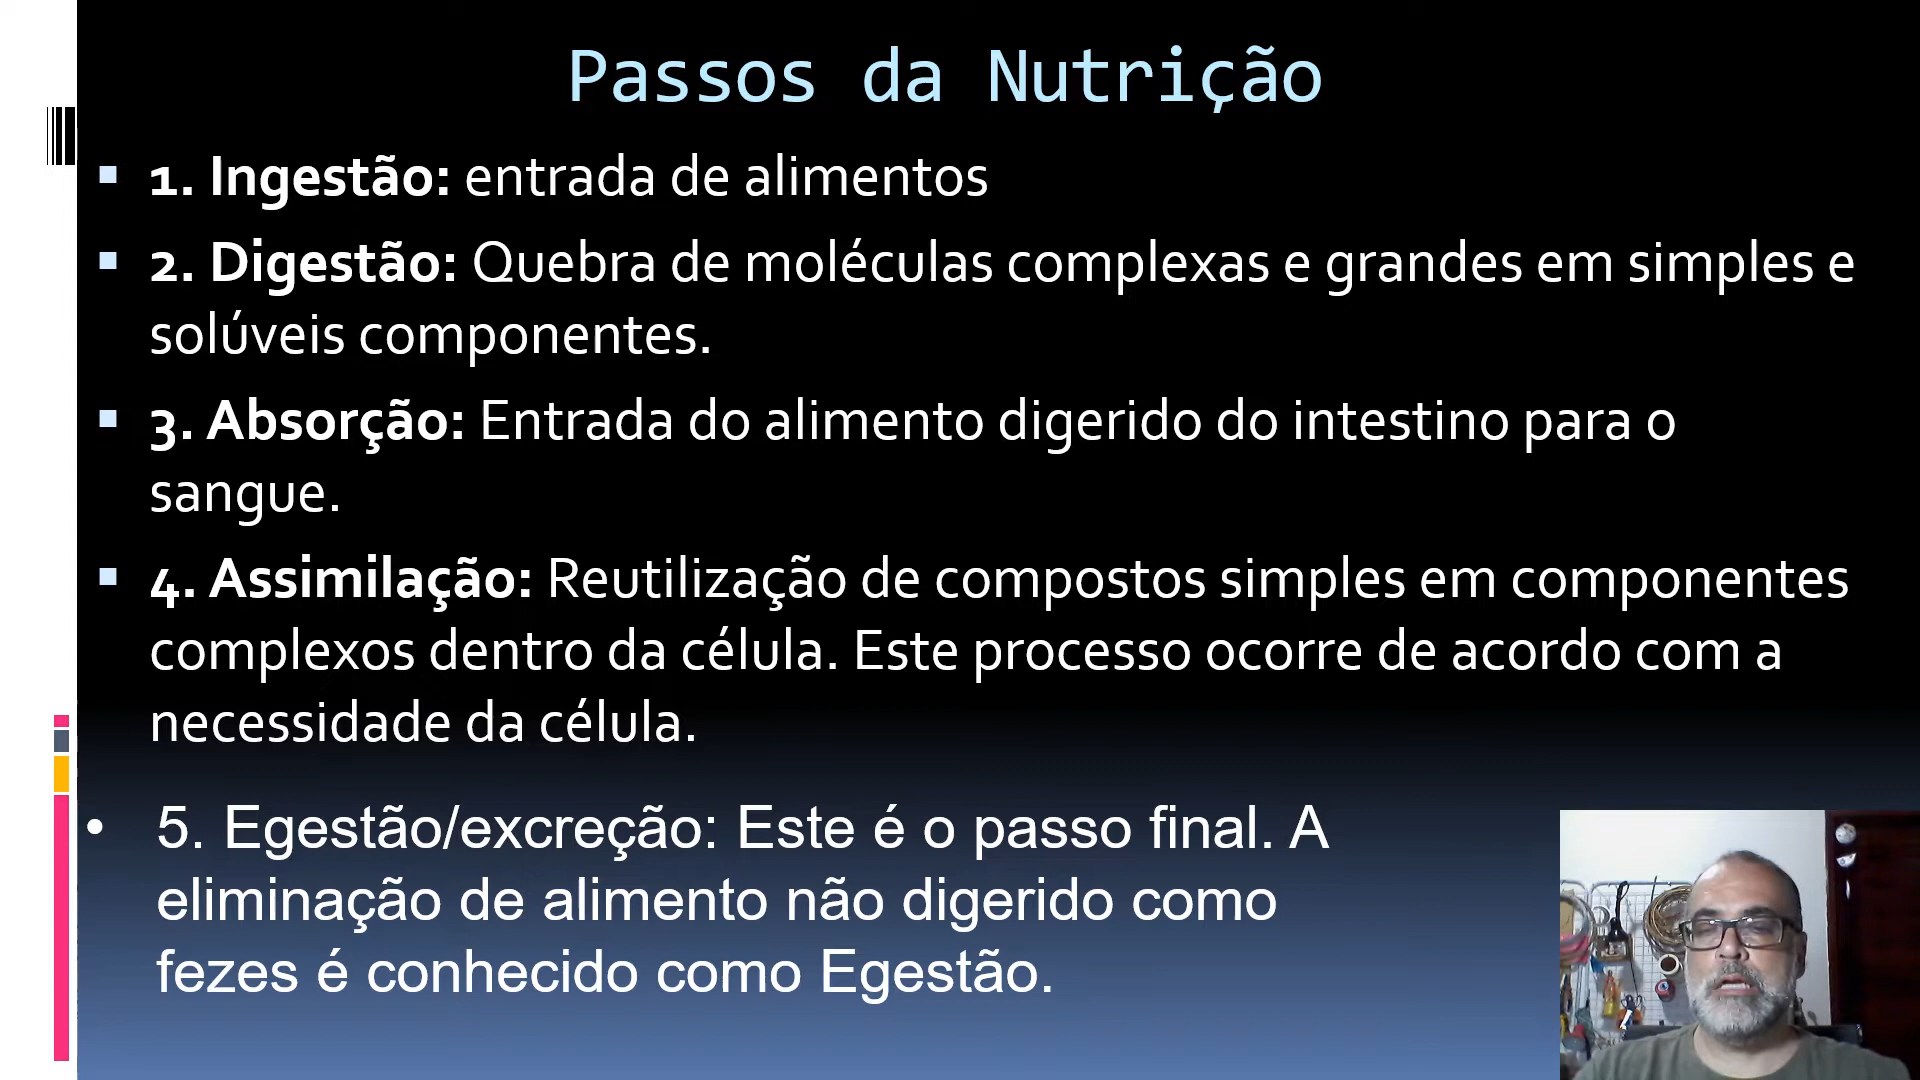 Passos da Nutrição
1. Ingestão: entrada de alimentos
2. Digestão: Quebra de moléculas complexas e grandes em simples e
solúveis componentes.
3. Absorção: Entrada do alimento digerido do intestino para o
sangue.
4. Assimilação: Reutilização de compostos simples em componentes
complexos dentro da célula. Este processo ocorre de acordo com a
necessidade da célula.
• 5. Egestão/excreção: Este é o passo final. A
eliminação de alimento não digerido como
fezes é conhecido como Egestão.